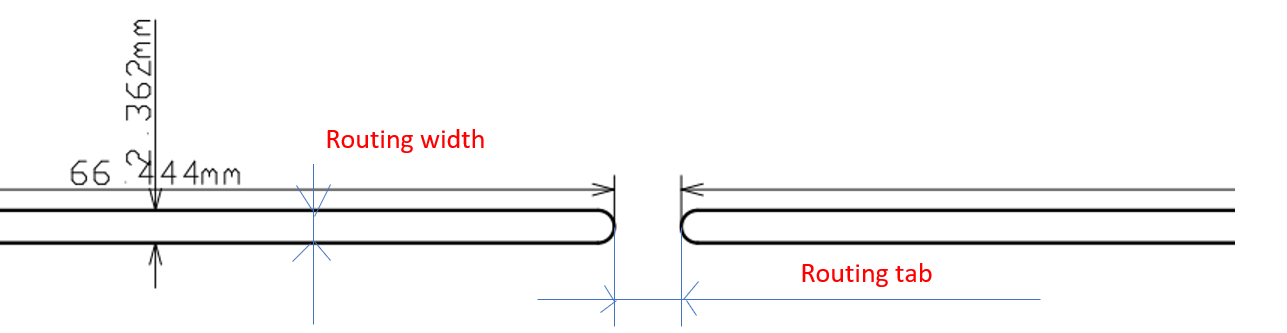 2.362mm
Routing width
66.444mm
Routing tab